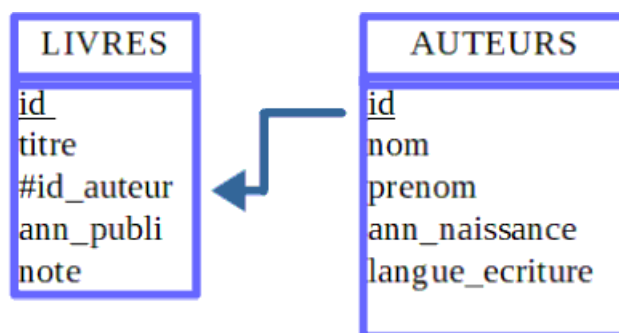 LIVRES
id
titre
#id_auteur
ann_publi
note
AUTEURS
id
nom
prenom
ann_naissance
langue_ecriture